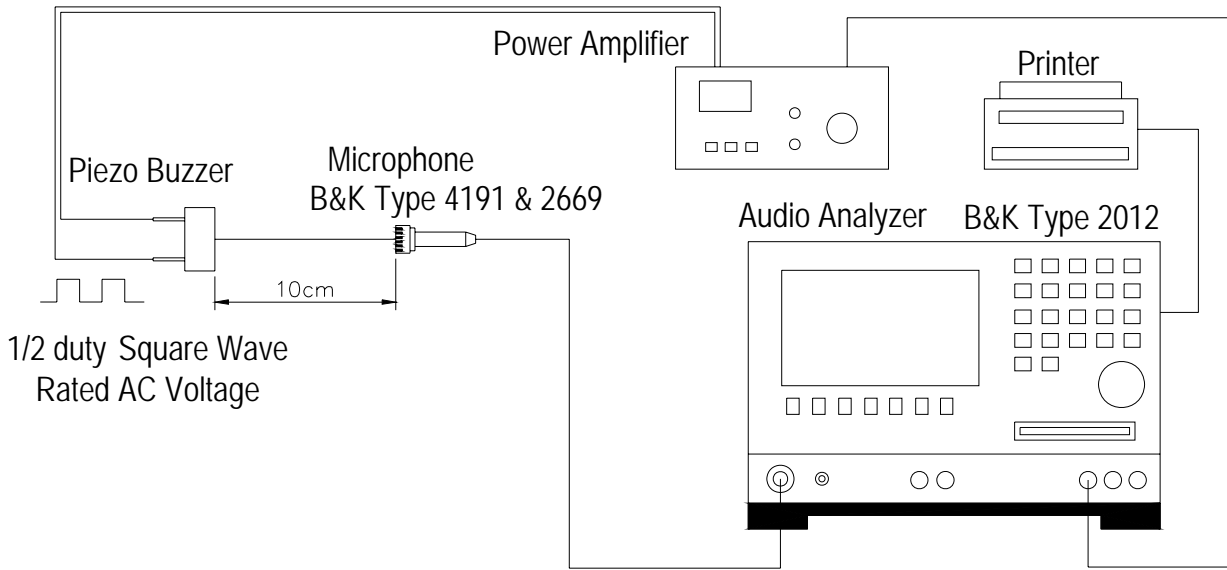 Power Amplifier
Printer
Piezo Buzzer
Microphone
B&K Type 4191 & 2669
Audio Analyzer
B&K Type 2012
10cm
1/2 duty Square Wave
Rated AC Voltage